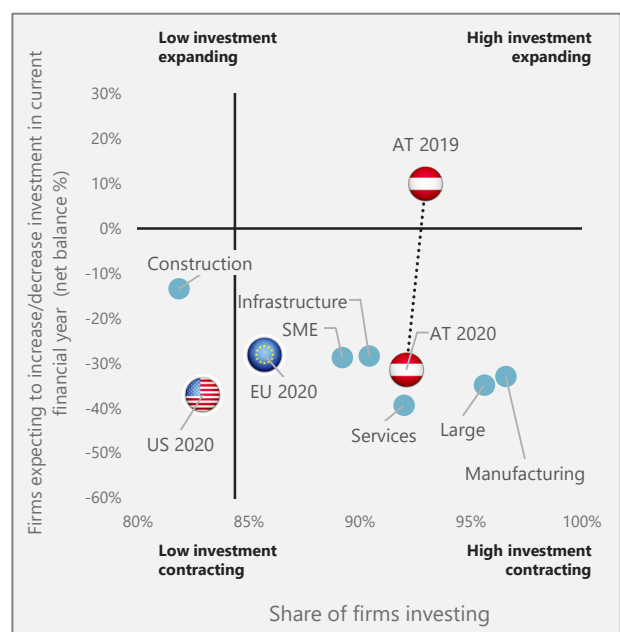 Low investment
expanding
High investment
expanding
Firms expecting to increase/decrease investment in current
financial year  (net balance %)
30%
20%
10%
0%
-10%
-20%
-30%
-40%
-50%
-60%
AT 2019
Construction
Infrastructure
SME
AT 2020
EU 2020
US 2020
Services
Large
Manufacturing
80%
85%
90%
95%
100%
Low investment
contracting
High investment
contracting
Share of firms investing